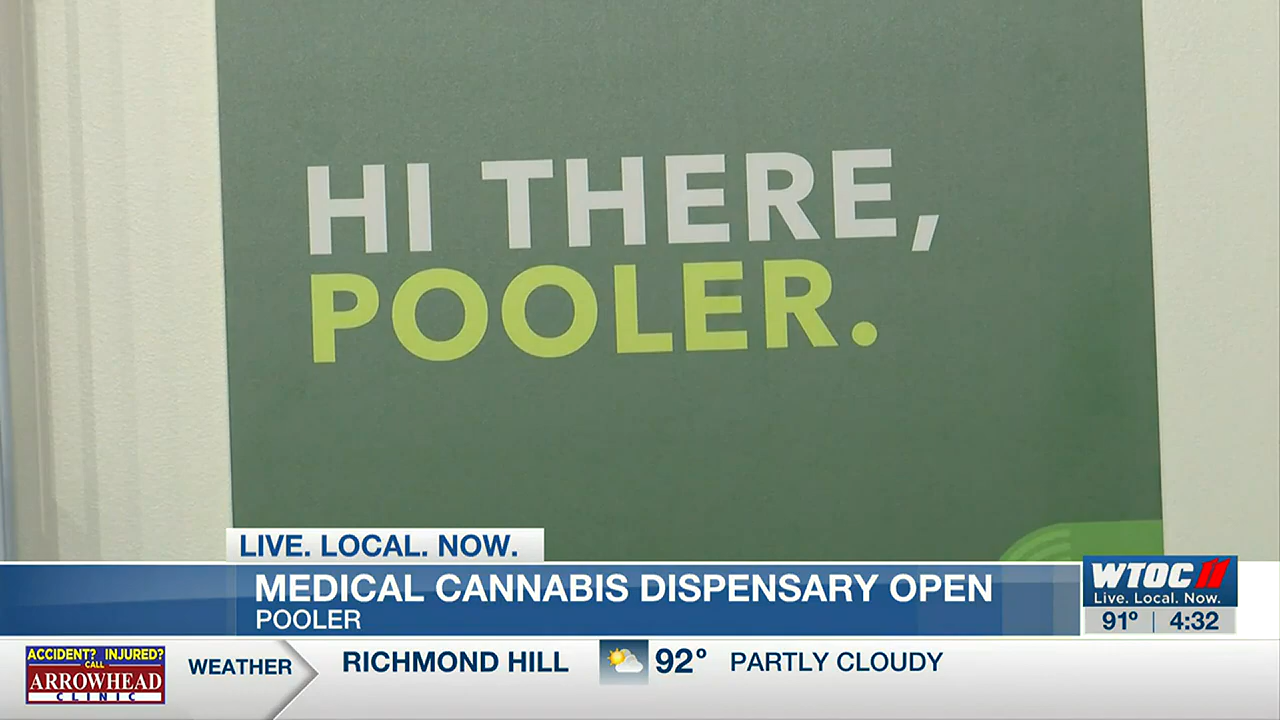 HI THERE,
POOLER.
LIVE. LOCAL. NOW.
MEDICAL CANNABIS DISPENSARY OPEN
POOLER
WTOC 11
Live. Local. Now.
91° | 4:32
ACCIDENT? INJURED?
CALL
ARROWHEAD
CLINIC
WEATHER
RICHMOND HILL 92° PARTLY CLOUDY